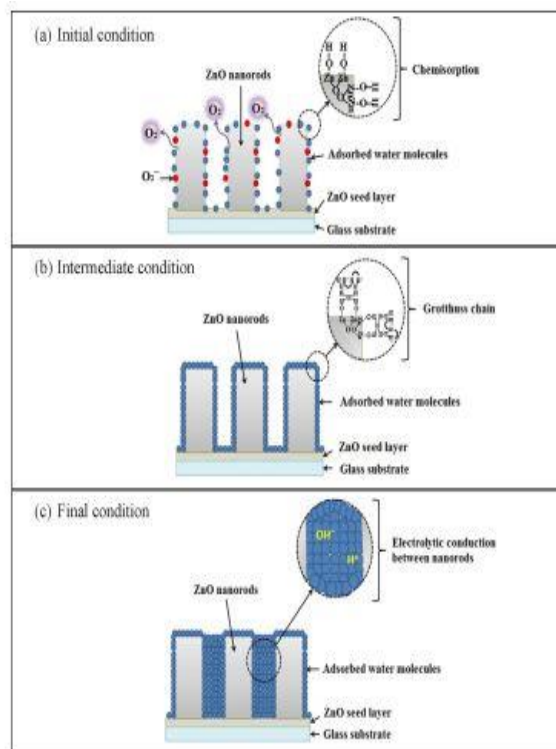 (a) Initial condition
H H
O O
Zn Zn
ZnO nanorods
Chemisorption
O₂ O₂ O₂
O₂⁻
Adsorbed water molecules
ZnO seed layer
Glass substrate
(b) Intermediate condition
ZnO nanorods
Grotthuss chain
Adsorbed water molecules
ZnO seed layer
Glass substrate
(c) Final condition
OH⁻
H⁺
Electrolytic conduction
between nanorods
ZnO nanorods
Adsorbed water molecules
ZnO seed layer
Glass substrate